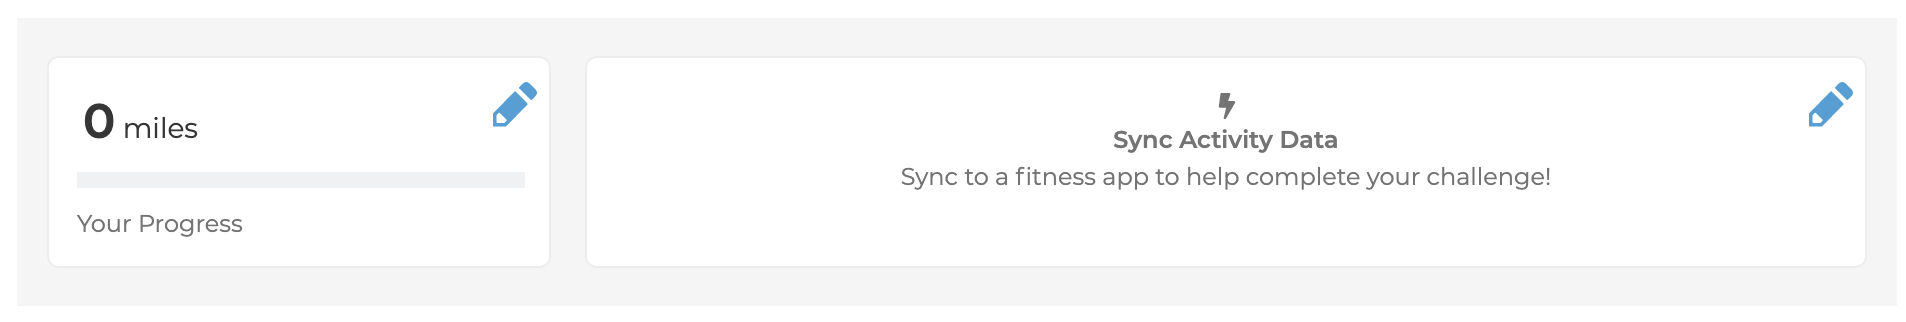 0 miles
Your Progress
Sync Activity Data
Sync to a fitness app to help complete your challenge!